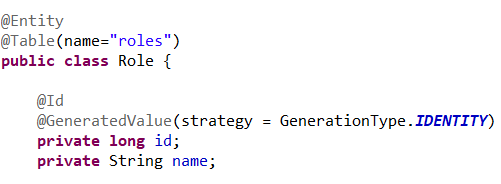 @Entity
@Table(name="roles")
public class Role {
@Id
@GeneratedValue(strategy = GenerationType.IDENTITY)
private long id;
private String name;